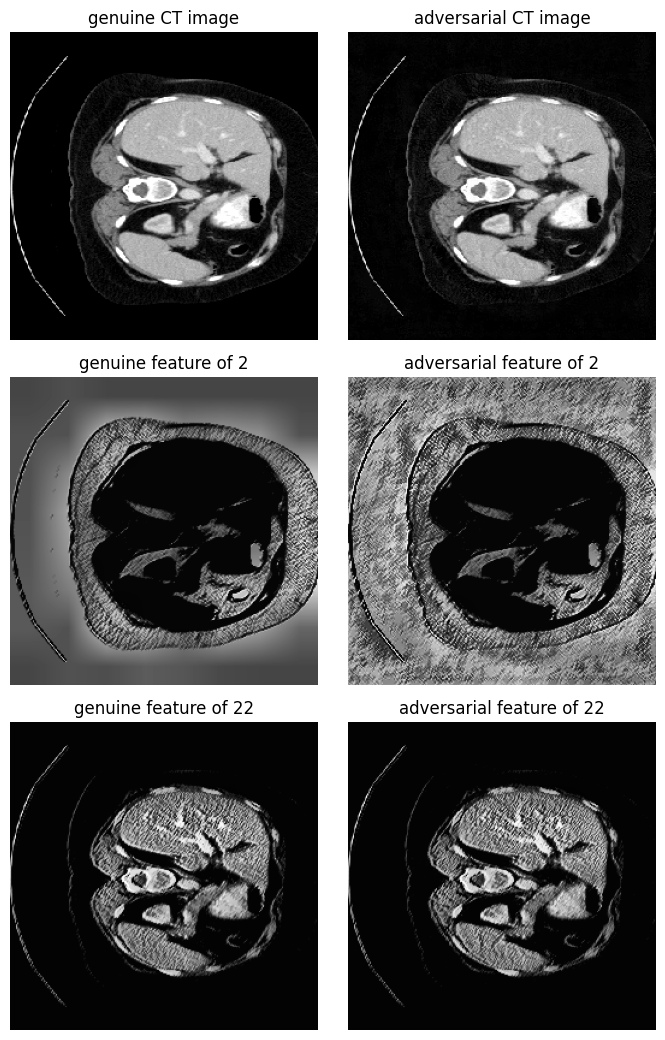 genuine CT image
adversarial CT image
genuine feature of 2
adversarial feature of 2
genuine feature of 22
adversarial feature of 22